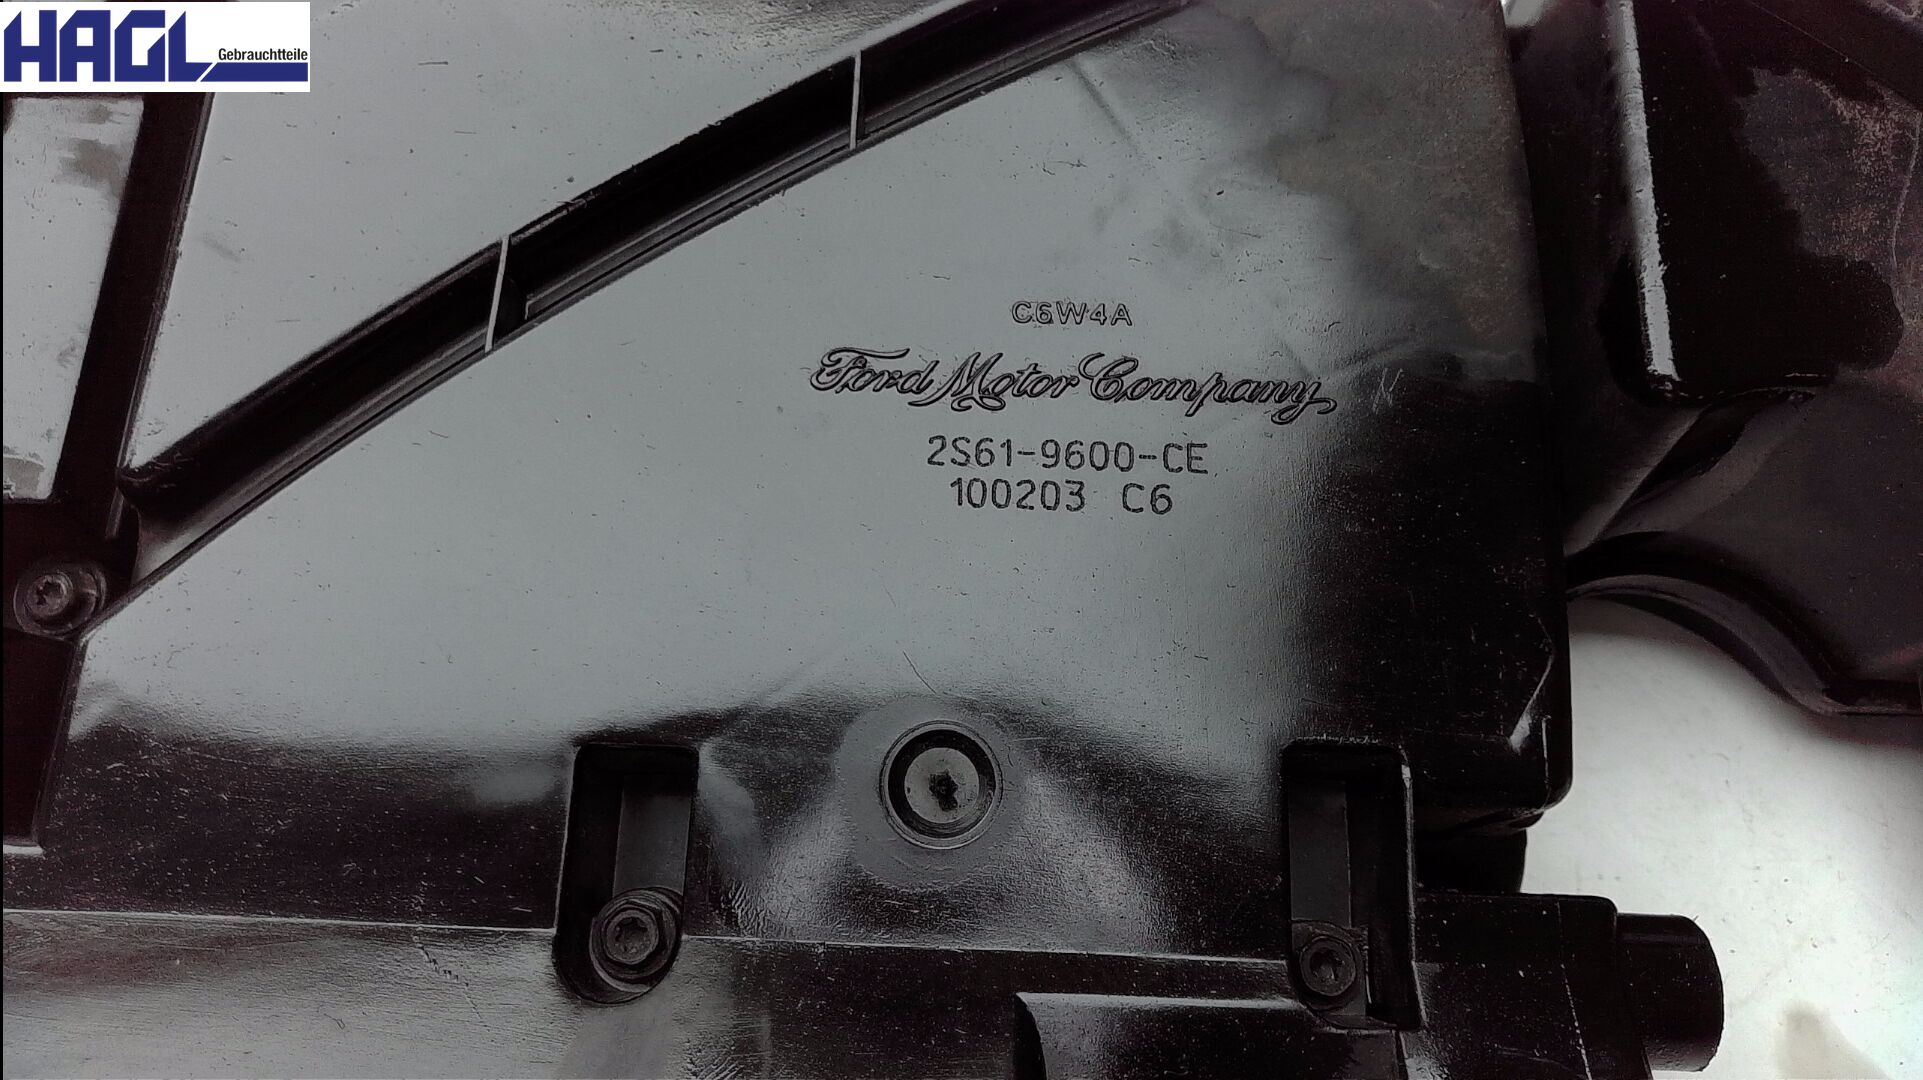 HAGL
Gebrauchtteile
C6W4A
Ford Motor Company
2S61-9600-CE
100203 C6